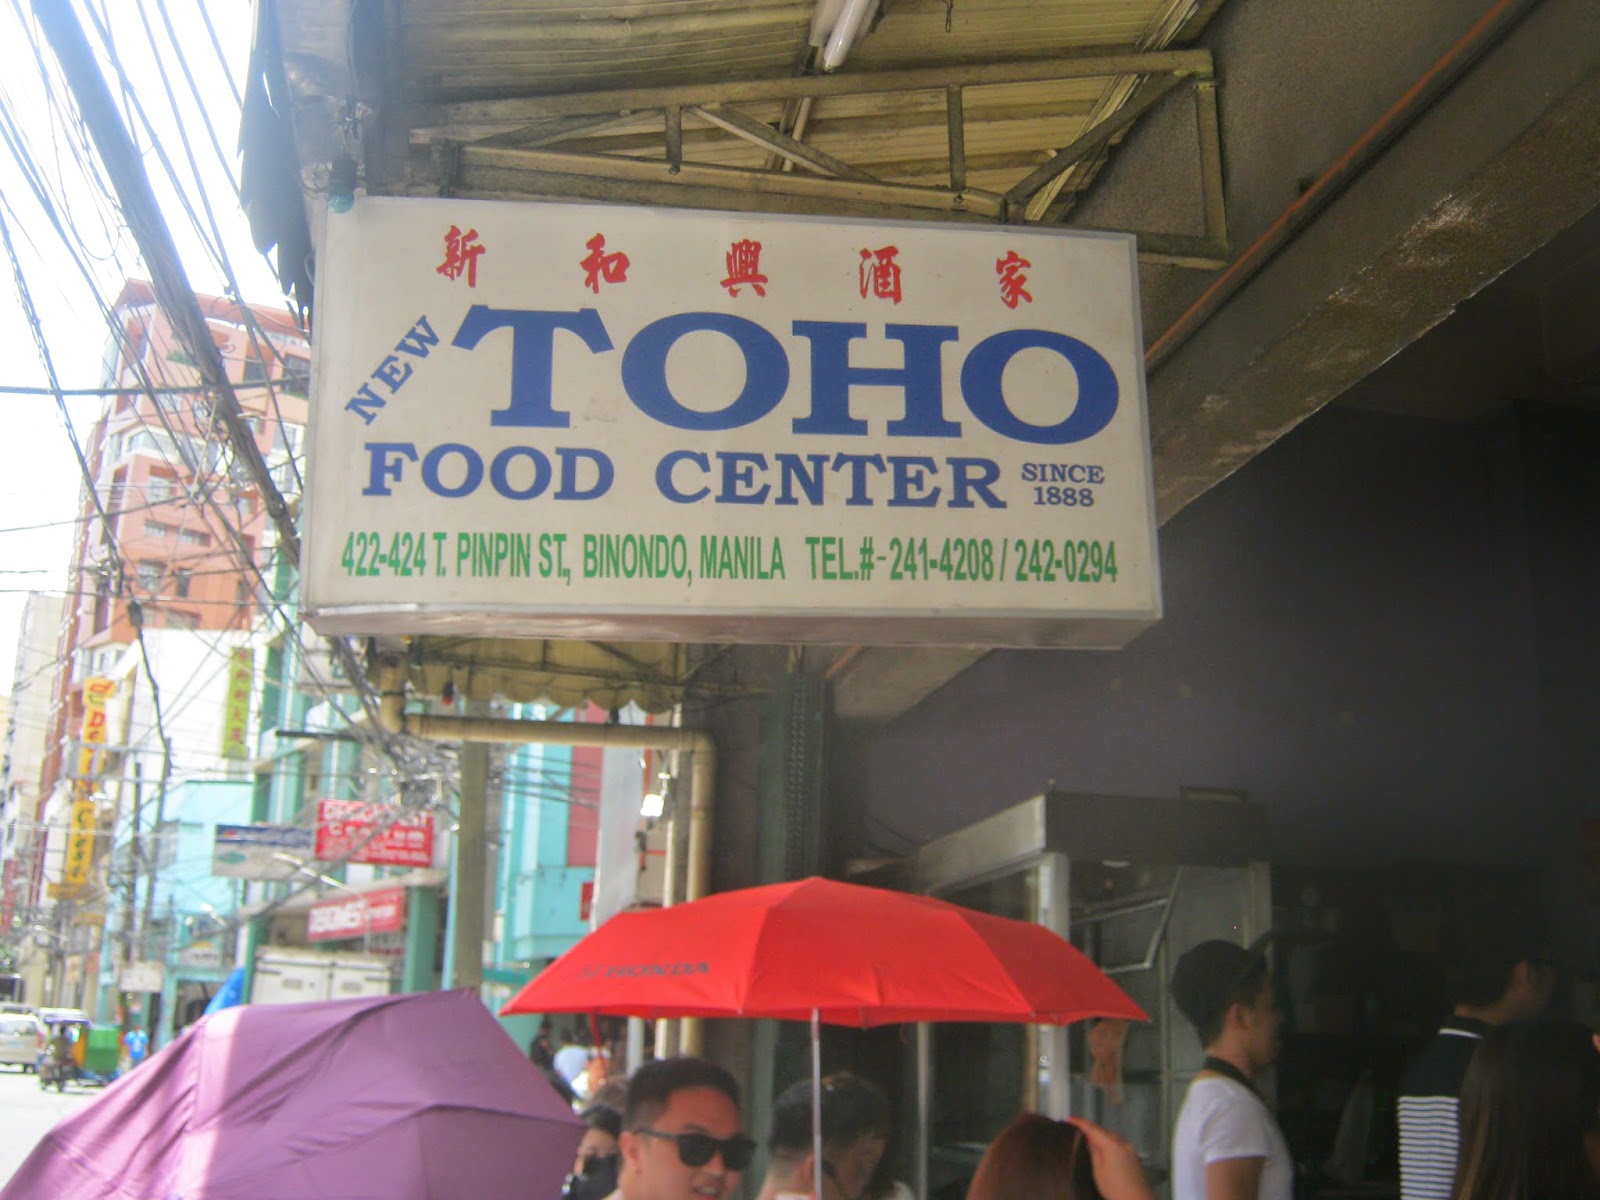 新和興酒家
NEW TOHO
FOOD CENTER SINCE 1888
422-424 T. PINPIN ST., BINONDO, MANILA TEL.#-241-4208 / 242-0294
HONDA